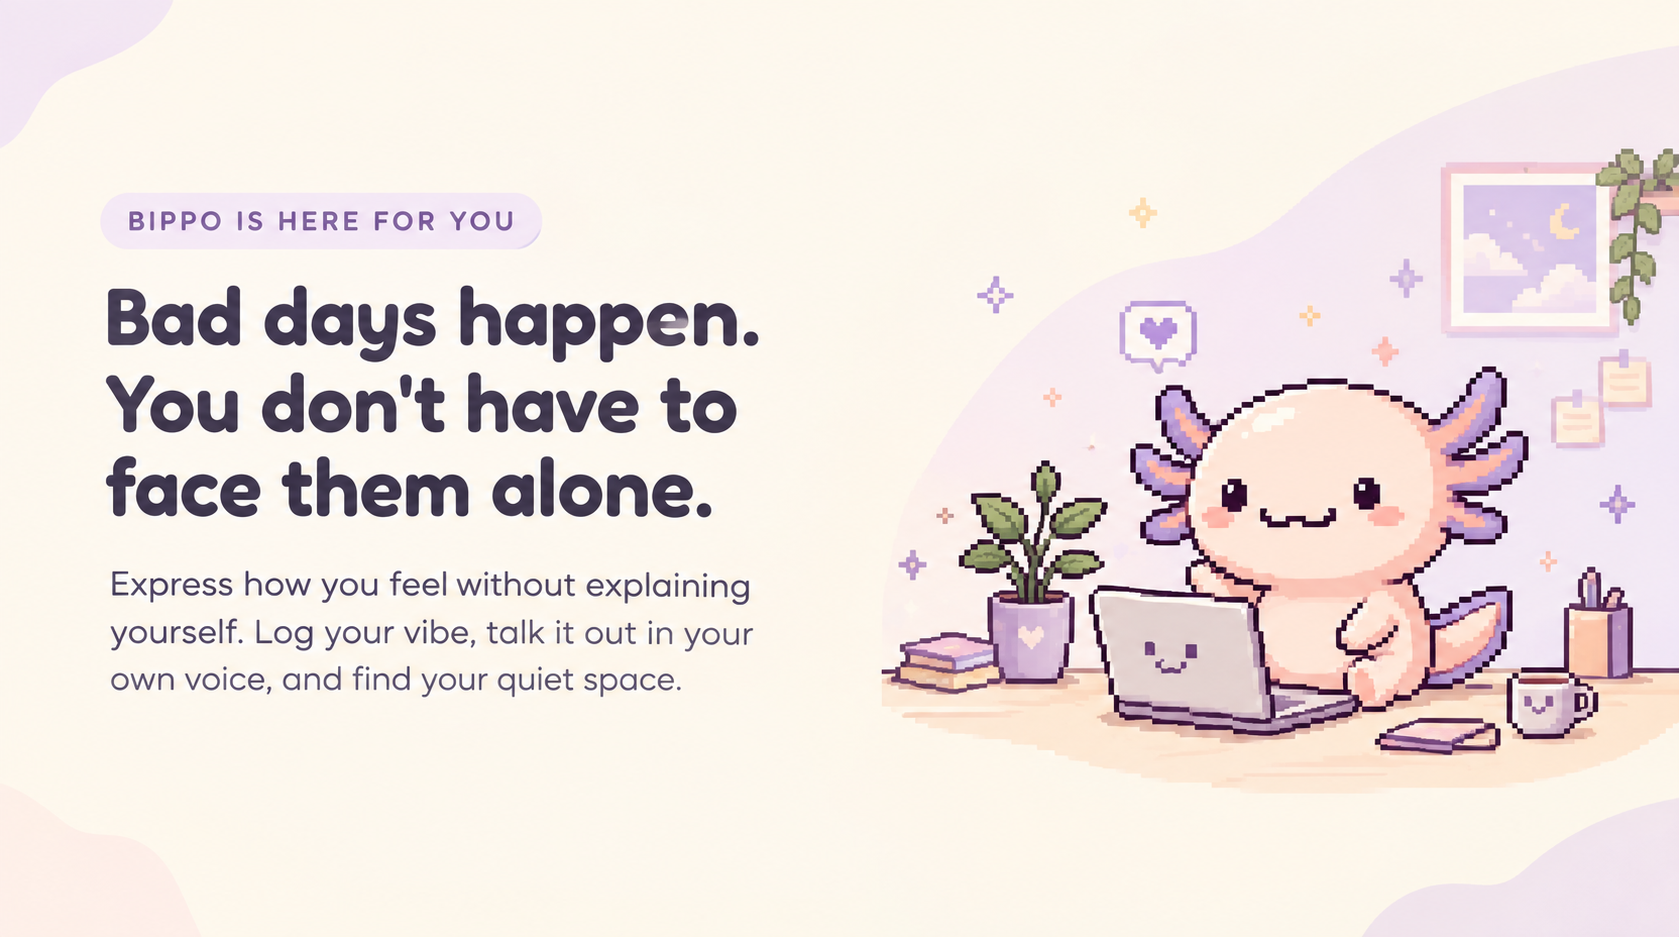 BIPPO IS HERE FOR YOU
Bad days happen.
You don't have to
face them alone.
Express how you feel without explaining
yourself. Log your vibe, talk it out in your
own voice, and find your quiet space.